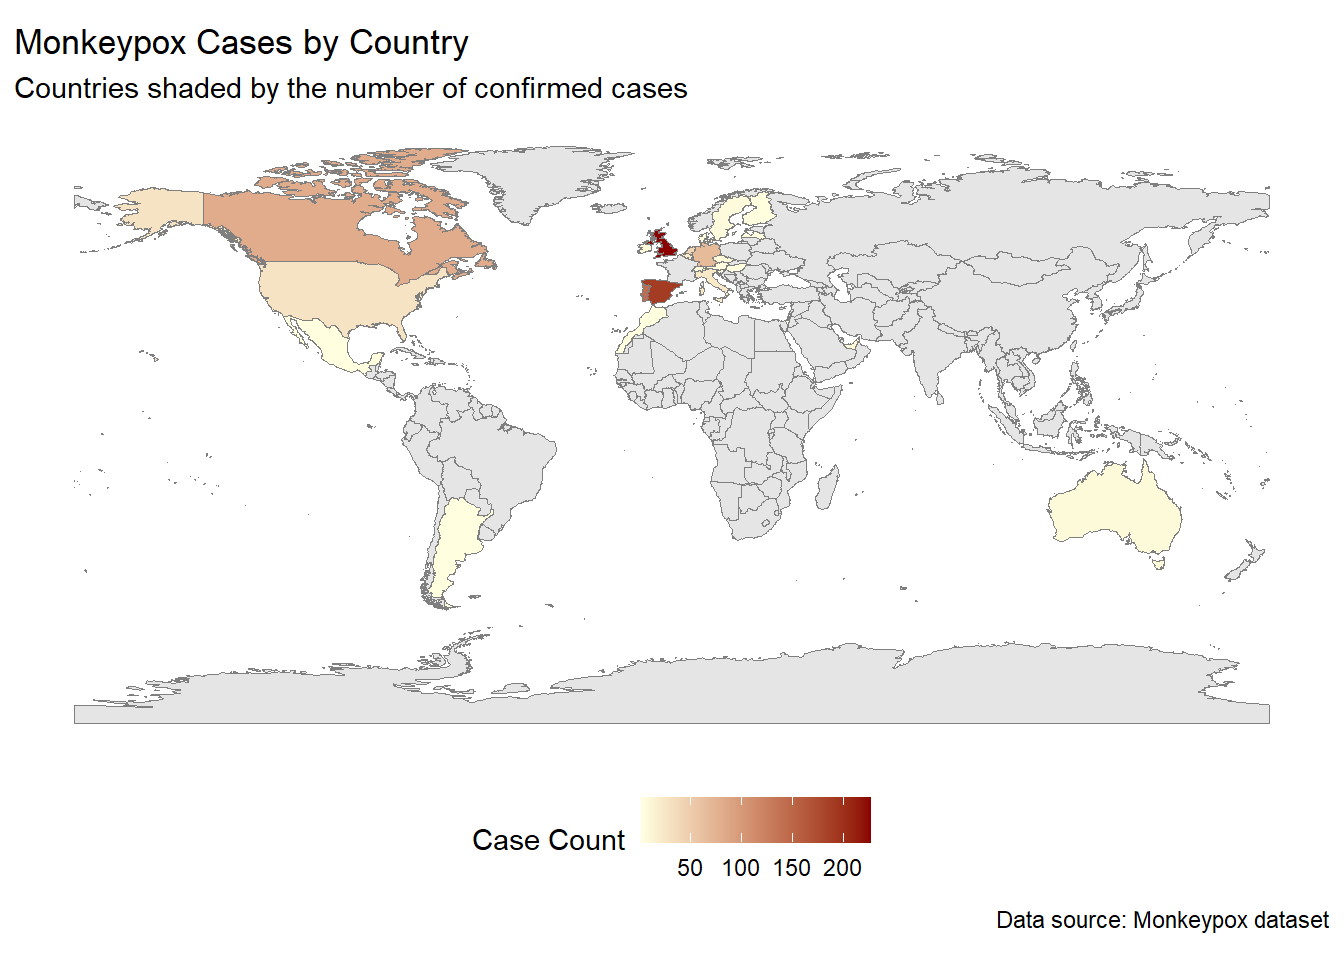 Monkeypox Cases by Country
Countries shaded by the number of confirmed cases
Case Count
50 100 150 200
Data source: Monkeypox dataset